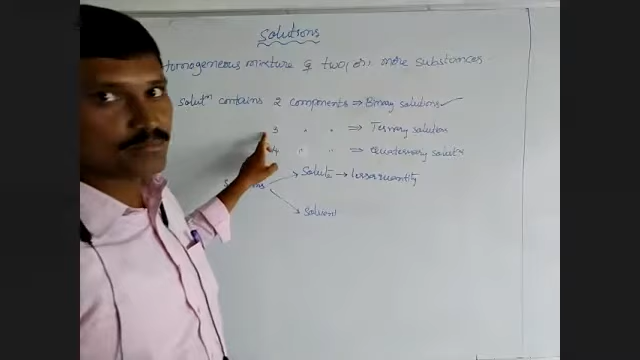 Solutions
Homogeneous mixture of two (or) more substances
Solutn contains 2 components ⇒ Binary solutions ✓
3 " " ⇒ Ternary solution
4 " " ⇒ Quaternary solutn
Solute → lesser quantity
Solvent